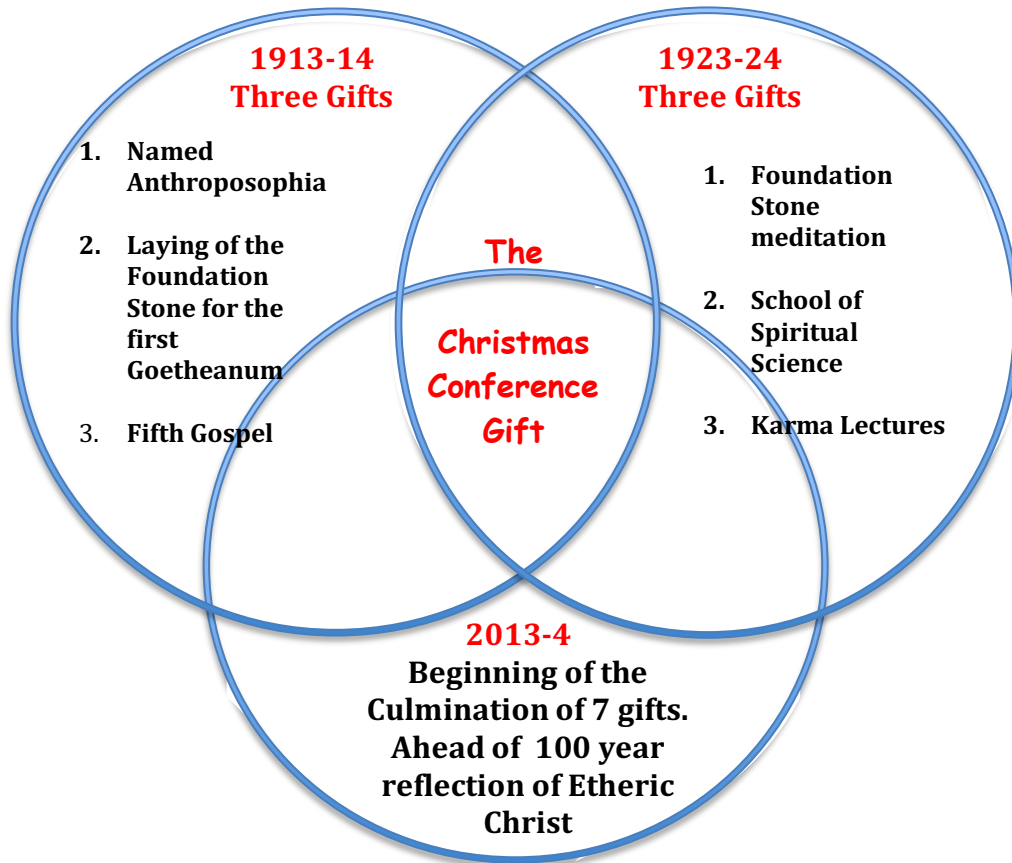 1913-14
Three Gifts
1. Named
Anthroposophia
2. Laying of the
Foundation
Stone for the
first
Goetheanum
3. Fifth Gospel
1923-24
Three Gifts
1. Foundation
Stone
meditation
2. School of
Spiritual
Science
3. Karma Lectures
The
Christmas
Conference
Gift
2013-4
Beginning of the
Culmination of 7 gifts.
Ahead of 100 year
reflection of Etheric
Christ